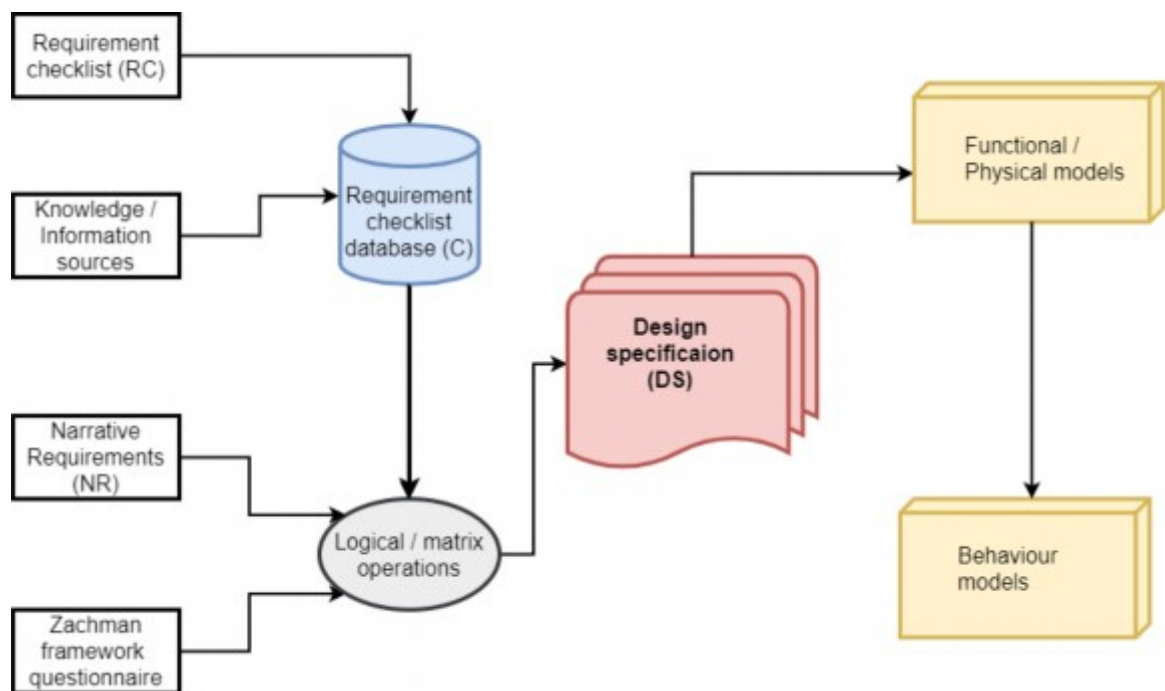 Requirement
checklist (RC)
Knowledge /
Information
sources
Requirement
checklist
database (C)
Narrative
Requirements
(NR)
Zachman
framework
questionnaire
Logical / matrix
operations
Design
specificaion
(DS)
Functional /
Physical models
Behaviour
models